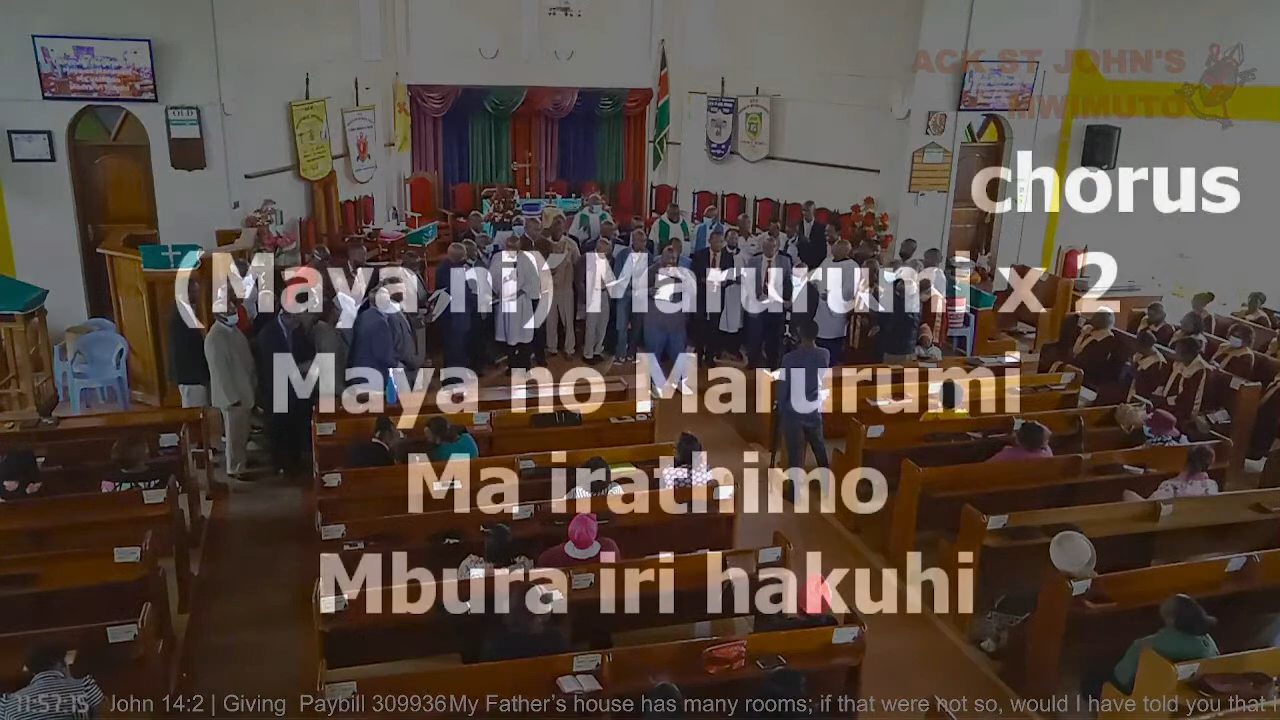 ACK ST JOHN'S
MWIMUTO
chorus
(Maya ni) Marurumi x 2
Maya no Marurumi
Ma irathimo
Mbura iri hakuhi
11:57:15 John 14:2 | Giving Paybill 309936 My Father's house has many rooms; if that were not so, would I have told you that